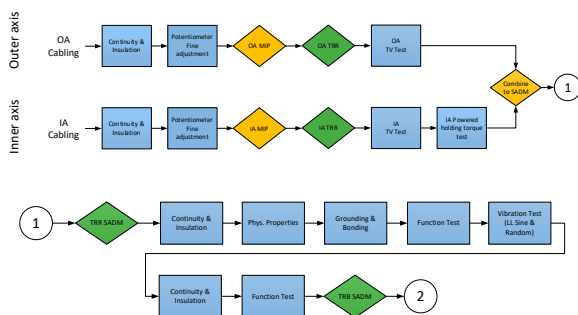 Outer axis
OA
Cabling
Continuity &
Insulation
Potentiometer
Fine
adjustment
OA MIP
OA TRR
OA
TV Test
Combine
to SADM
1
Inner axis
IA
Cabling
Continuity &
Insulation
Potentiometer
Fine
adjustment
IA MIP
IA TRR
IA
TV Test
IA Powered
holding torque
test
1
TRR SADM
Continuity &
Insulation
Phys. Properties
Grounding &
Bonding
Function Test
Vibration Test
(LL Sine &
Random)
Continuity &
Insulation
Function Test
TRB SADM
2